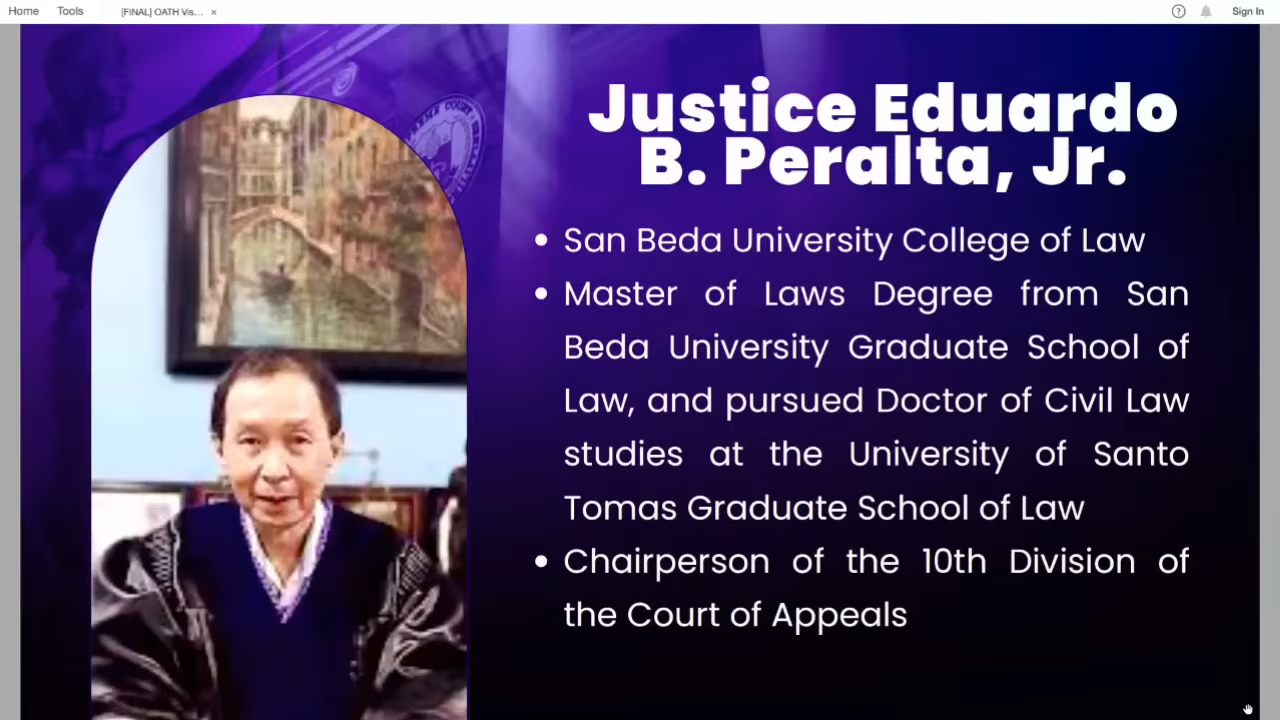 Home Tools [FINAL] OATH Vis... × Sign In
Justice Eduardo
B. Peralta, Jr.
• San Beda University College of Law
• Master of Laws Degree from San
Beda University Graduate School of
Law, and pursued Doctor of Civil Law
studies at the University of Santo
Tomas Graduate School of Law
• Chairperson of the 10th Division of
the Court of Appeals